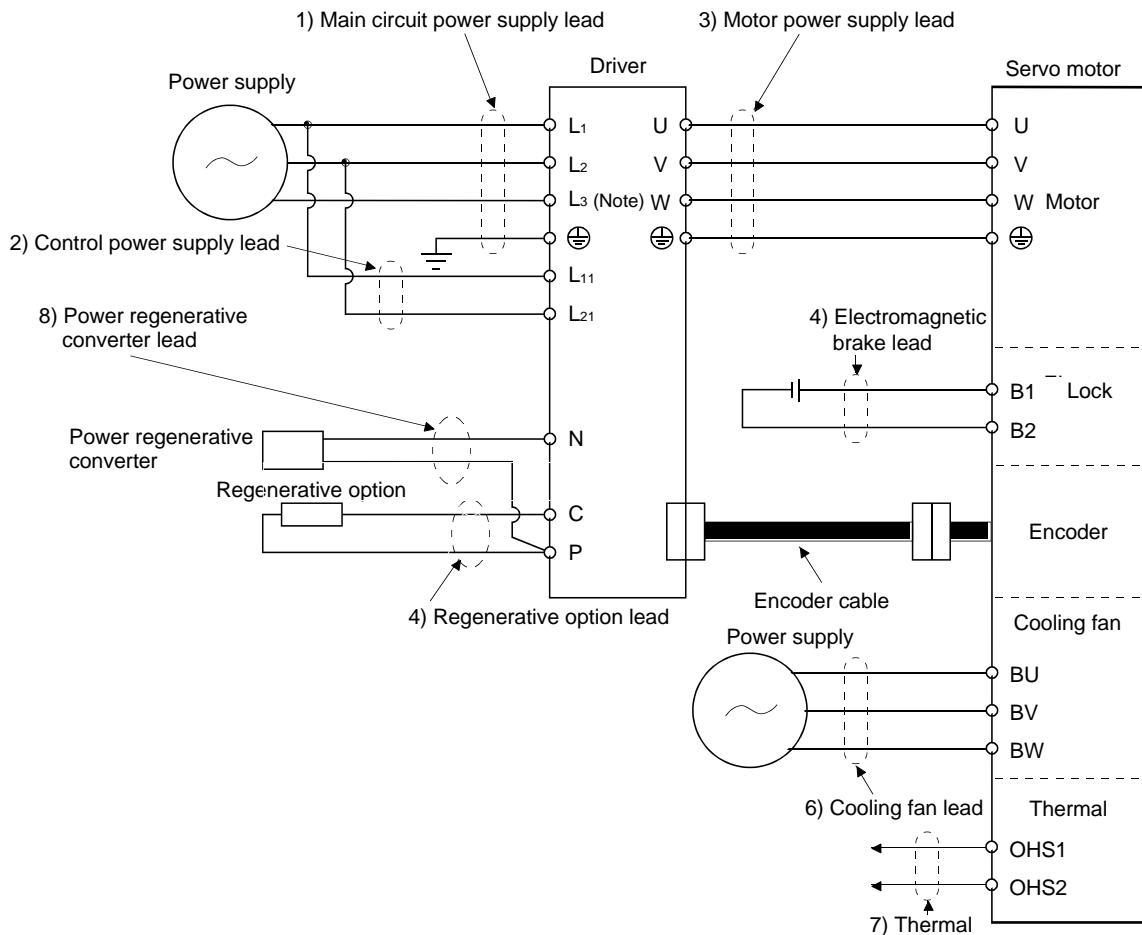 1) Main circuit power supply lead
3) Motor power supply lead
Driver
Servo motor
Power supply
L1
U
U
L2
V
V
L3 (Note) W
W Motor
2) Control power supply lead
L11
L21
8) Power regenerative
converter lead
4) Electromagnetic
brake lead
B1
Lock
B2
N
Power regenerative
converter
Regenerative option
C
P
Encoder
4) Regenerative option lead
Encoder cable
Cooling fan
Power supply
BU
BV
BW
6) Cooling fan lead
Thermal
OHS1
OHS2
7) Thermal